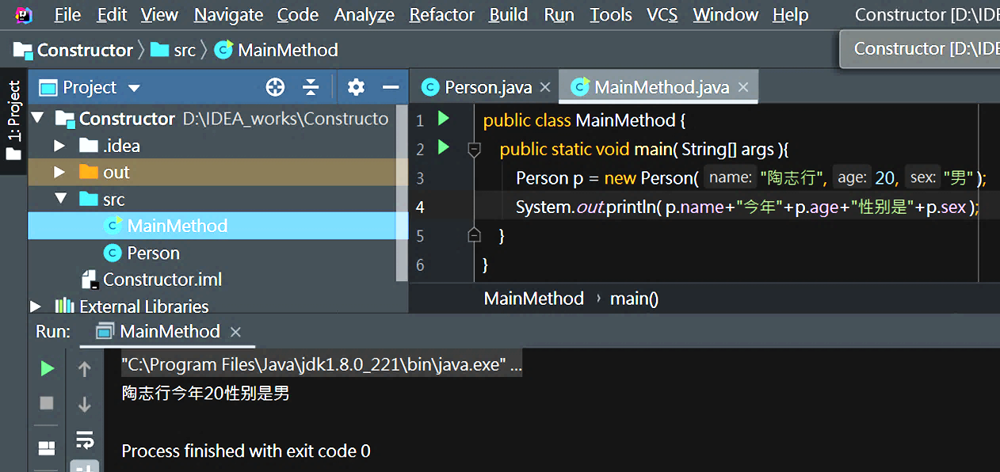 File Edit View Navigate Code Analyze Refactor Build Run Tools VCS Window Help Constructor [D:\IDE
Constructor src MainMethod
Constructor [D:\IDE
1: Project
Project
Constructor D:\IDEA_works\Constructo
.idea
out
src
MainMethod
Person
Constructor.iml
External Libraries
Person.java MainMethod.java
1 public class MainMethod {
2 public static void main( String[] args ){
3 Person p = new Person( name: "陶志行", age: 20, sex: "男" );
4 System.out.println( p.name+"今年"+p.age+"性别是"+p.sex );
5 }
6 }
MainMethod › main()
Run: MainMethod
"C:\Program Files\Java\jdk1.8.0_221\bin\java.exe" ...
陶志行今年20性别是男
Process finished with exit code 0